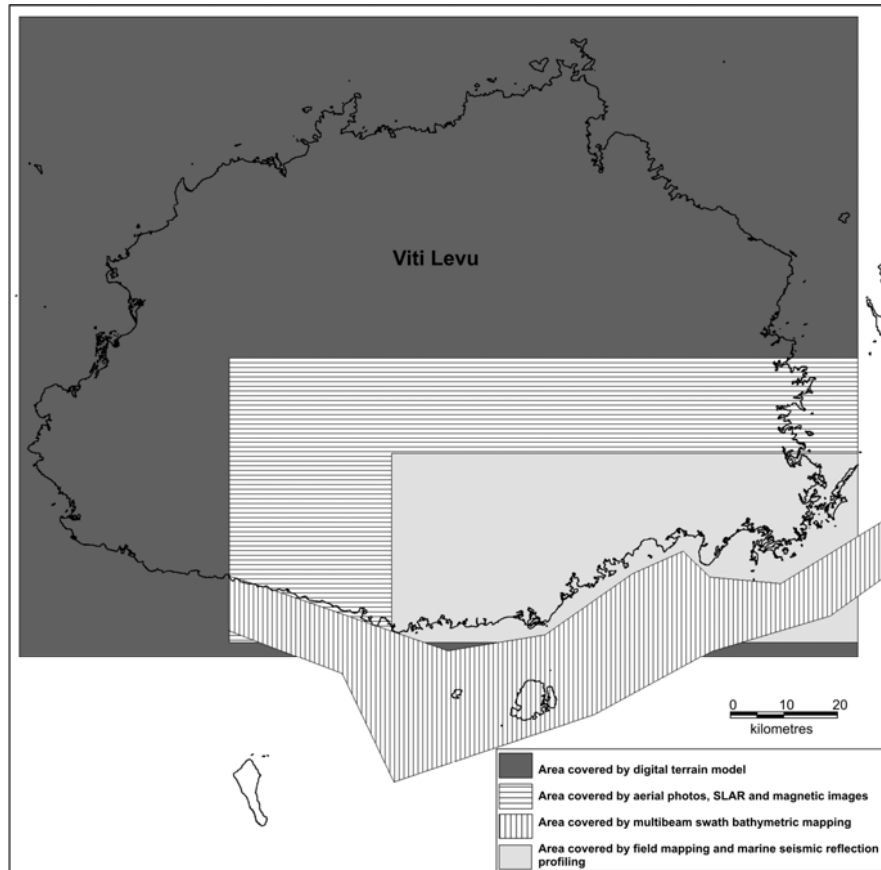 Viti Levu
0 10 20
kilometres
Area covered by digital terrain model
Area covered by aerial photos, SLAR and magnetic images
Area covered by multibeam swath bathymetric mapping
Area covered by field mapping and marine seismic reflection
profiling